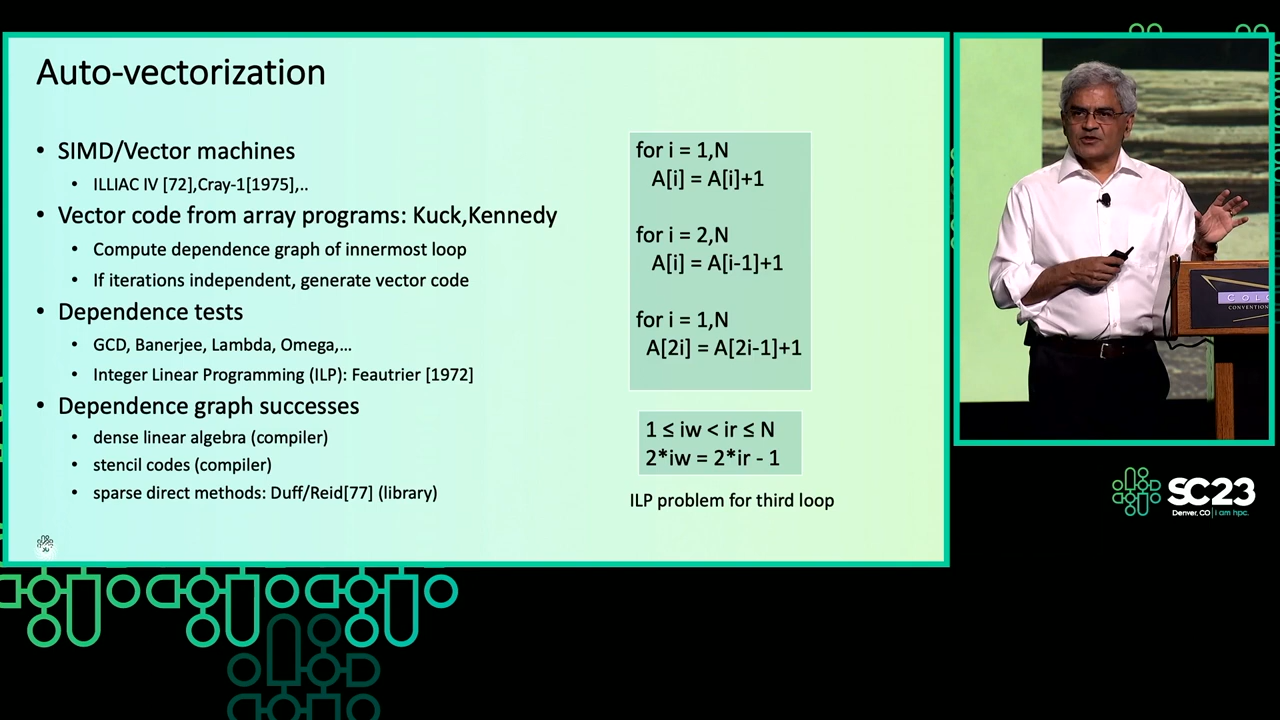 Auto-vectorization
• SIMD/Vector machines
• ILLIAC IV [72],Cray-1[1975],..
• Vector code from array programs: Kuck,Kennedy
• Compute dependence graph of innermost loop
• If iterations independent, generate vector code
• Dependence tests
• GCD, Banerjee, Lambda, Omega,...
• Integer Linear Programming (ILP): Feautrier [1972]
• Dependence graph successes
• dense linear algebra (compiler)
• stencil codes (compiler)
• sparse direct methods: Duff/Reid[77] (library)
for i = 1,N
A[i] = A[i]+1
for i = 2,N
A[i] = A[i-1]+1
for i = 1,N
A[2i] = A[2i-1]+1
1 ≤ iw < ir ≤ N
2*iw = 2*ir - 1
ILP problem for third loop
COLO
CONVENTION
SC23
Denver, CO | i am hpc.